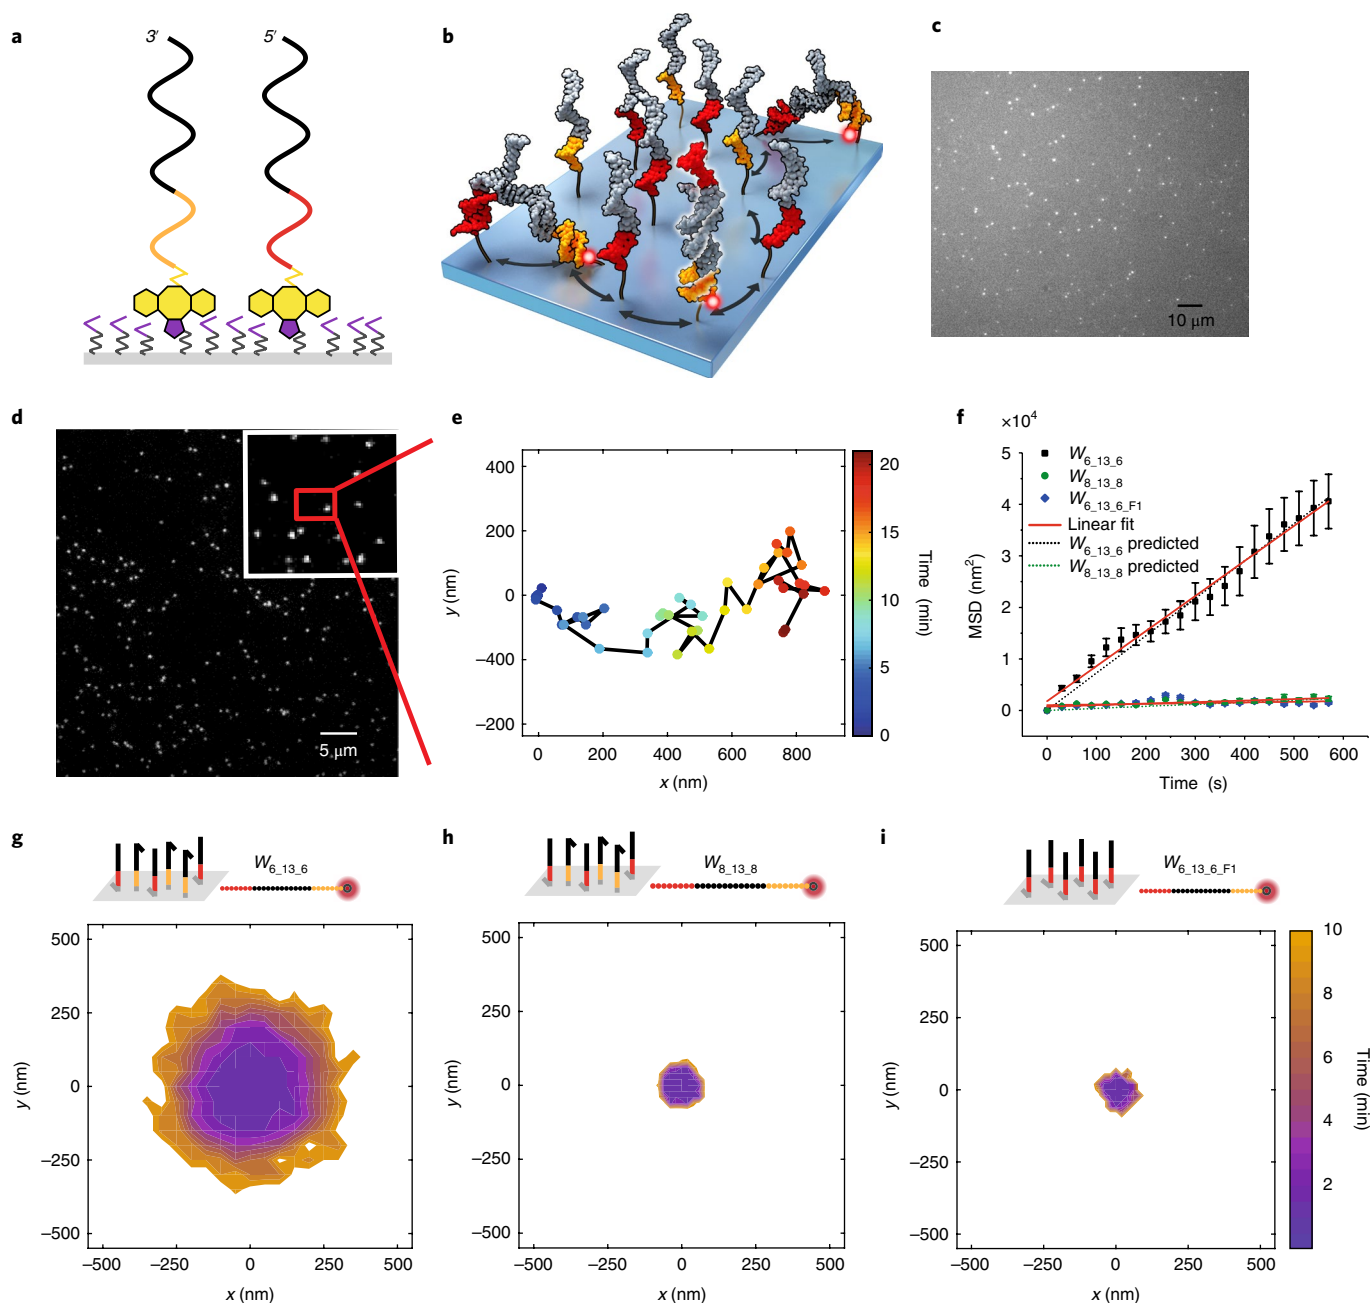 a
3′ 5′
b
c
10 μm
d
5 μm
e
400
200
0
−400
−200
0 200 400 600 800
x (nm)
y (nm)
20
15
10
5
0
Time (min)
f
×10⁴
5
4
3
2
1
0
MSD (nm²)
0 100 200 300 400 500 600
Time (s)
W6_13_6
W8_13_8
W6_13_6_F1
Linear fit
W6_13_6 predicted
W8_13_8 predicted
g
W6_13_6
500
250
0
−250
−500
y (nm)
−500 −250 0 250 500
x (nm)
h
W8_13_8
500
250
0
−250
−500
y (nm)
−500 −250 0 250 500
x (nm)
i
W6_13_6_F1
500
250
0
−250
−500
y (nm)
−500 −250 0 250 500
x (nm)
10
8
6
4
2
Time (min)